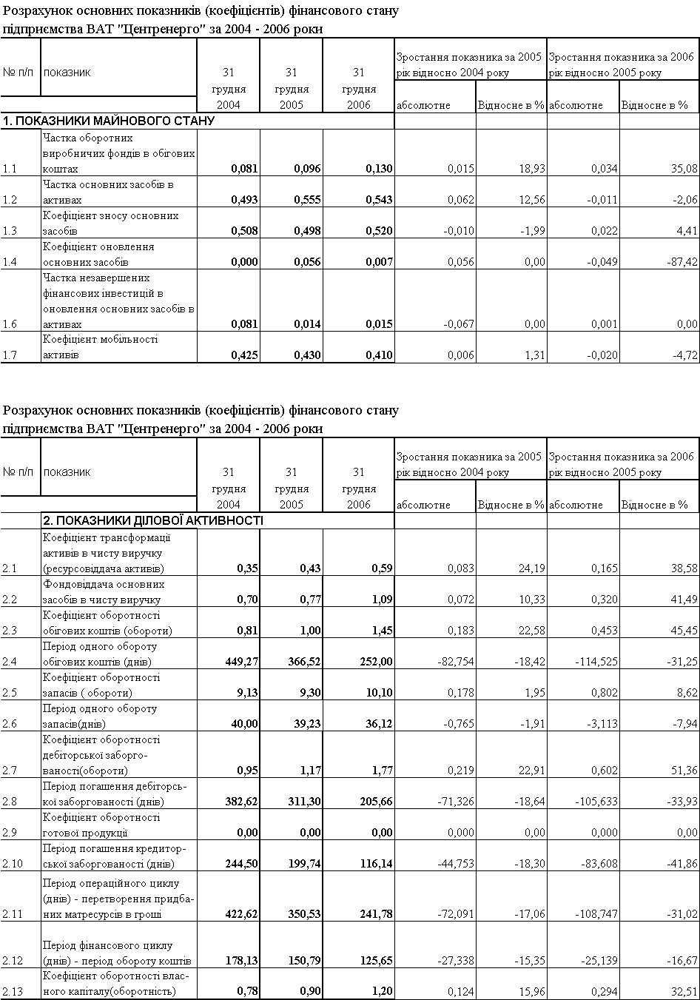 Розрахунок основних показників (коефіцієнтів) фінансового стану
підприємства ВАТ "Центренерго" за 2004 - 2006 роки
№ п/п показник 31 грудня 2004 31 грудня 2005 31 грудня 2006 Зростання показника за 2005 рік відносно 2004 року Зростання показника за 2006 рік відносно 2005 року
абсолютне Відносне в % абсолютне Відносне в %
1. ПОКАЗНИКИ МАЙНОВОГО СТАНУ
Частка оборотних
виробничих фондів в обігових
1.1 коштах 0,081 0,096 0,130 0,015 18,93 0,034 35,08
Частка основних засобів в
1.2 активах 0,493 0,555 0,543 0,062 12,56 -0,011 -2,06
Коефіцієнт зносу основних
1.3 засобів 0,508 0,498 0,520 -0,010 -1,99 0,022 4,41
Коефіцієнт оновлення
1.4 основних засобів 0,000 0,056 0,007 0,056 0,00 -0,049 -87,42
Частка незавершених
фінансових інвестицій в
оновлення основних засобів в
1.6 активах 0,081 0,014 0,015 -0,067 0,00 0,001 0,00
Коефіцієнт мобільності
1.7 активів 0,425 0,430 0,410 0,006 1,31 -0,020 -4,72
Розрахунок основних показників (коефіцієнтів) фінансового стану
підприємства ВАТ "Центренерго" за 2004 - 2006 роки
№ п/п показник 31 грудня 2004 31 грудня 2005 31 грудня 2006 Зростання показника за 2005 рік відносно 2004 року Зростання показника за 2006 рік відносно 2005 року
абсолютне Відносне в % абсолютне Відносне в %
2. ПОКАЗНИКИ ДІЛОВОЇ АКТИВНОСТІ
Коефіцієнт трансформації
активів в чисту виручку
2.1 (ресурсовіддача активів) 0,35 0,43 0,59 0,083 24,19 0,165 38,58
Фондовіддача основних
2.2 засобів в чисту виручку 0,70 0,77 1,09 0,072 10,33 0,320 41,49
Коефіцієнт оборотності
2.3 обігових коштів (обороти) 0,81 1,00 1,45 0,183 22,58 0,453 45,45
Період одного обороту
2.4 обігових коштів (днів) 449,27 366,52 252,00 -82,754 -18,42 -114,525 -31,25
Коефіцієнт оборотності
2.5 запасів ( обороти) 9,13 9,30 10,10 0,178 1,95 0,802 8,62
Період одного обороту
2.6 запасів(днів) 40,00 39,23 36,12 -0,765 -1,91 -3,113 -7,94
Коефіцієнт оборотності
дебіторської заборго-
2.7 ваності(обороти) 0,95 1,17 1,77 0,219 22,91 0,602 51,36
Період погашення дебіторсь-
2.8 кої заборгованості (днів) 382,62 311,30 205,66 -71,326 -18,64 -105,633 -33,93
Коефіцієнт оборотності
2.9 готової продукції 0,00 0,00 0,00 0,000 0,00 0,000 0,00
Період погашення кредитор-
2.10 ської заборгованості (днів) 244,50 199,74 116,14 -44,753 -18,30 -83,608 -41,86
Період операційного циклу
(днів) - перетворення придба-
2.11 них матресурсів в гроші 422,62 350,53 241,78 -72,091 -17,06 -108,747 -31,02
Період фінансового циклу
2.12 (днів) - період обороту коштів 178,13 150,79 125,65 -27,338 -15,35 -25,139 -16,67
Коефіцієнт оборотності влас-
2.13 ного капіталу(оборотність) 0,78 0,90 1,20 0,124 15,96 0,294 32,51